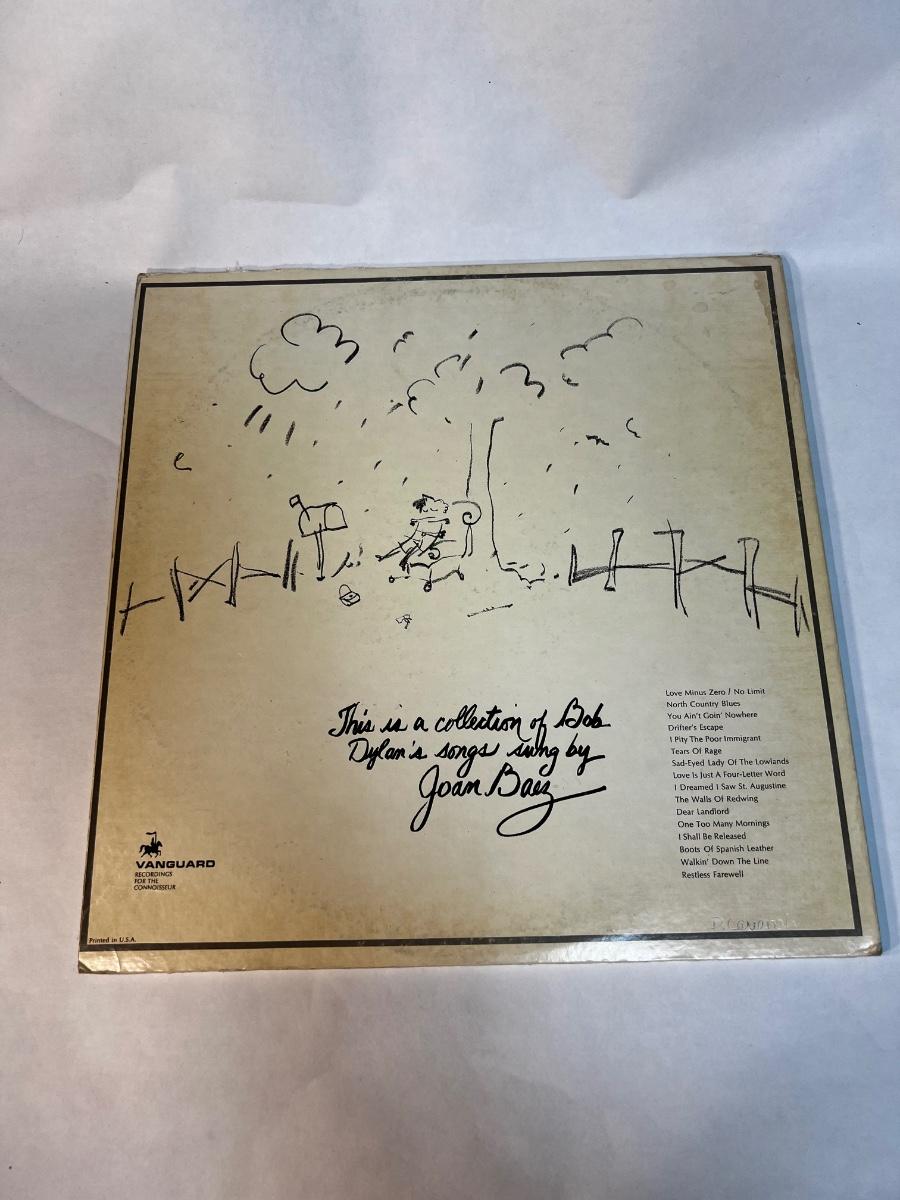 This is a collection of Bob
Dylan's songs sung by
Joan Baez
Love Minus Zero / No Limit
North Country Blues
You Ain't Goin' Nowhere
Drifter's Escape
I Pity The Poor Immigrant
Tears Of Rage
Sad-Eyed Lady Of The Lowlands
Love Is Just A Four-Letter Word
I Dreamed I Saw St. Augustine
The Walls Of Redwing
Dear Landlord
One Too Many Mornings
I Shall Be Released
Boots Of Spanish Leather
Walkin' Down The Line
Restless Farewell
VANGUARD
RECORDINGS
FOR THE
CONNOISSEUR
Printed in U.S.A.